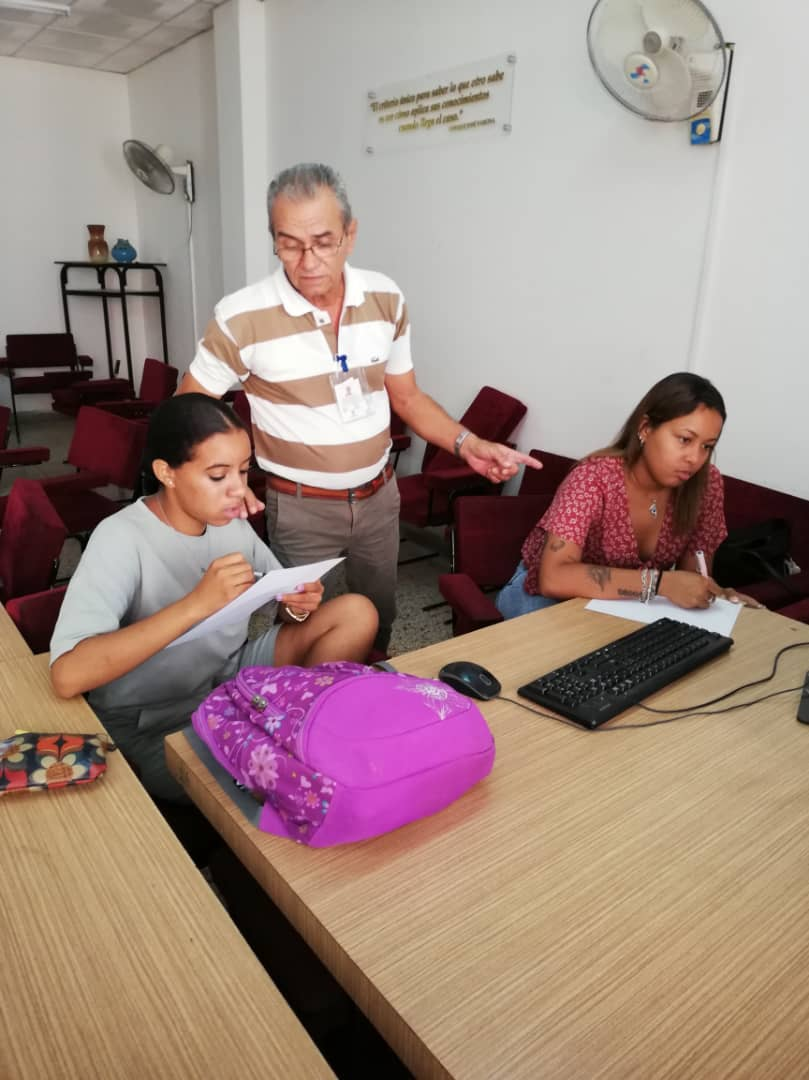 "El criterio único para saber lo que otro sabe
es ver cómo aplica sus conocimientos
cuando llega el caso."